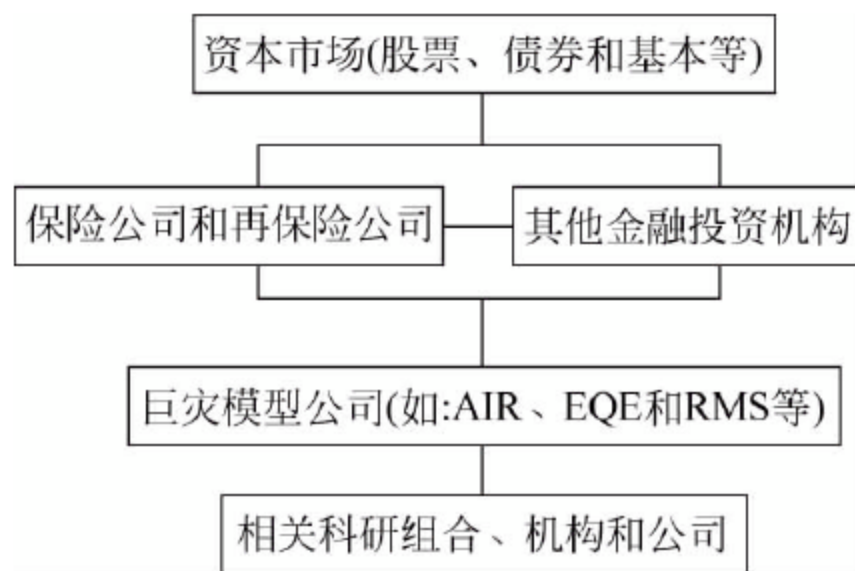 资本市场(股票、债券和基本等)
保险公司和再保险公司
其他金融投资机构
巨灾模型公司(如:AIR、EQE和RMS等)
相关科研组合、机构和公司